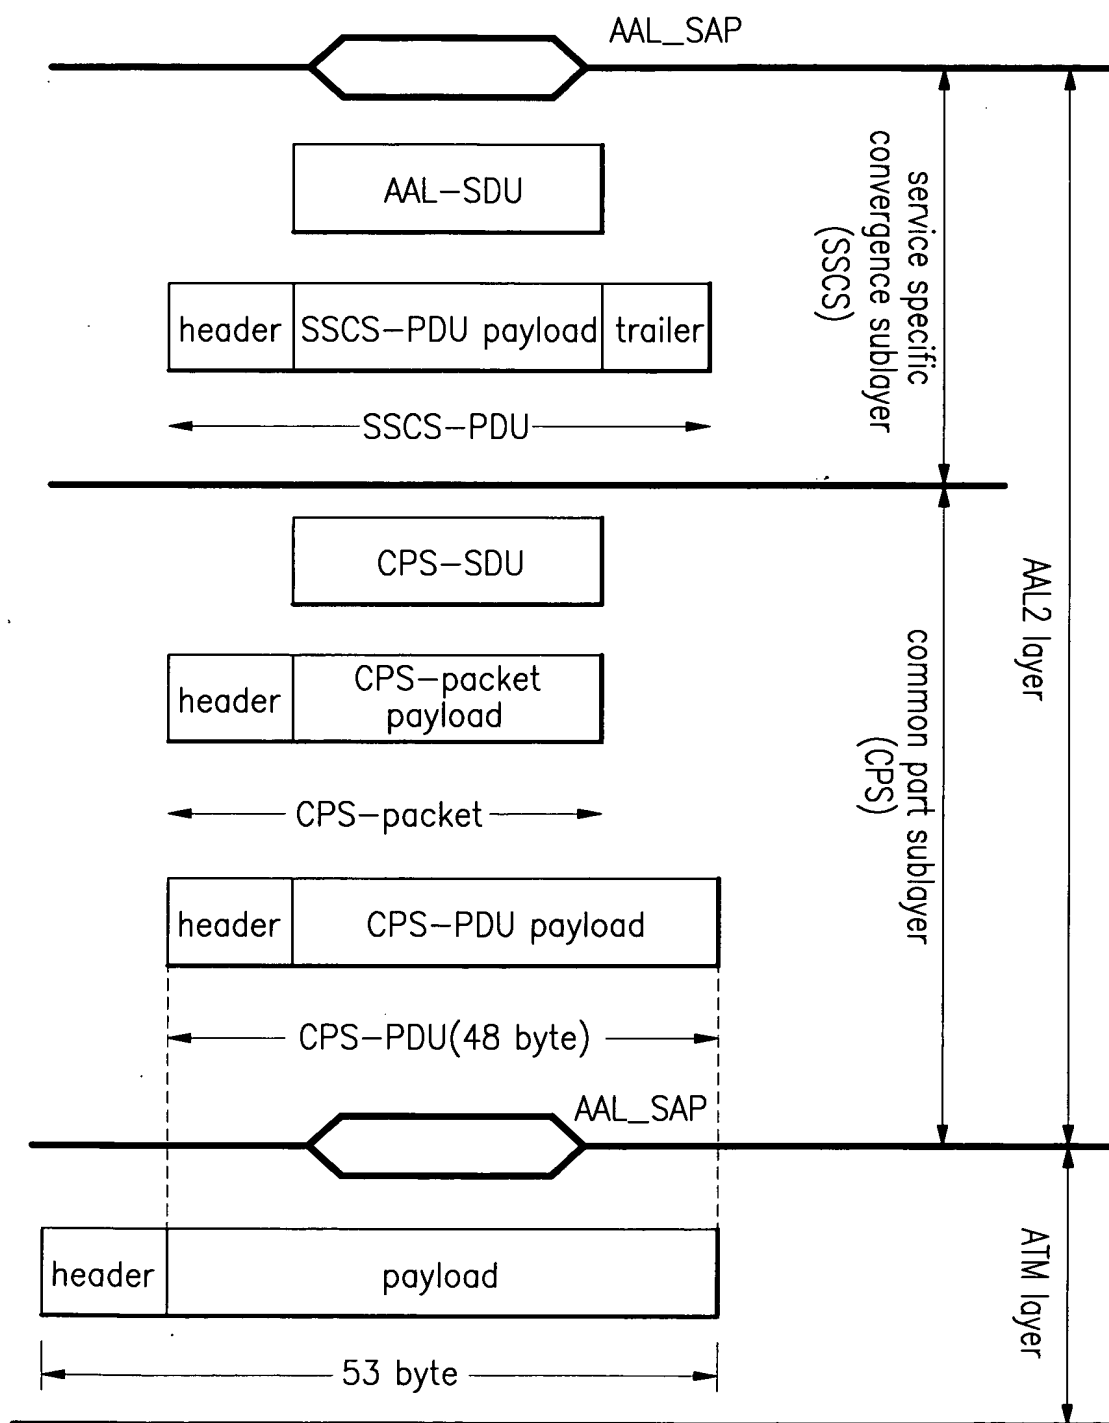 AAL_SAP
AAL-SDU
header SSCS-PDU payload trailer
SSCS-PDU
service specific
convergence sublayer
(SSCS)
CPS-SDU
header CPS-packet
payload
CPS-packet
header CPS-PDU payload
CPS-PDU(48 byte)
common part sublayer
(CPS)
AAL2 layer
AAL_SAP
header payload
53 byte
ATM layer